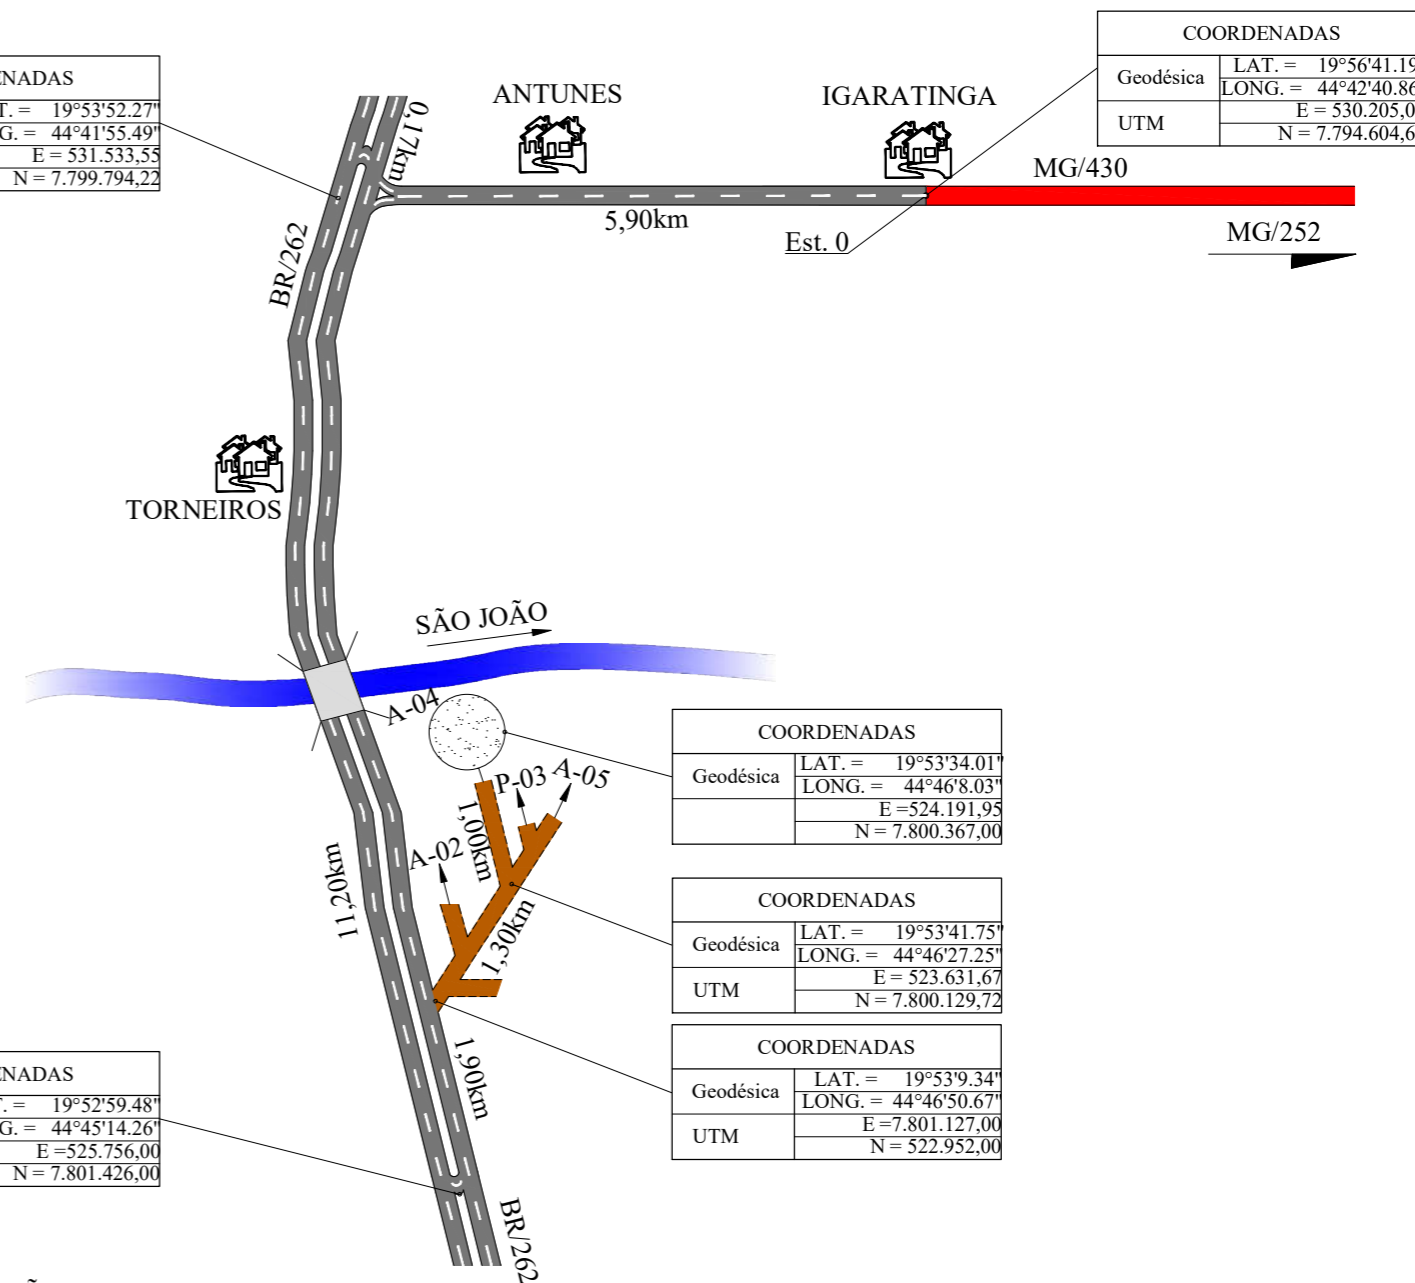 COORDENADAS
Geodésica
LAT. = 19°56'41.19
LONG. = 44°42'40.86
UTM
E = 530.205,0
N = 7.794.604,6
ENADAS
T. = 19°53'52.27"
G. = 44°41'55.49"
E = 531.533,55
N = 7.799.794,22
ANTUNES
IGARATINGA
0,17km
MG/430
5,90km
Est. 0
MG/252
BR/262
TORNEIROS
SÃO JOÃO
A-04
COORDENADAS
Geodésica
LAT. = 19°53'34.01"
LONG. = 44°46'8.03"
E =524.191,95
N = 7.800.367,00
P-03
A-05
1,00km
A-02
11,20km
1,30km
COORDENADAS
Geodésica
LAT. = 19°53'41.75"
LONG. = 44°46'27.25"
UTM
E = 523.631,67
N = 7.800.129,72
COORDENADAS
Geodésica
LAT. = 19°53'9.34"
LONG. = 44°46'50.67"
UTM
E =7.801.127,00
N = 522.952,00
1,90km
ENADAS
T. = 19°52'59.48"
G. = 44°45'14.26"
E =525.756,00
N = 7.801.426,00
BR/262